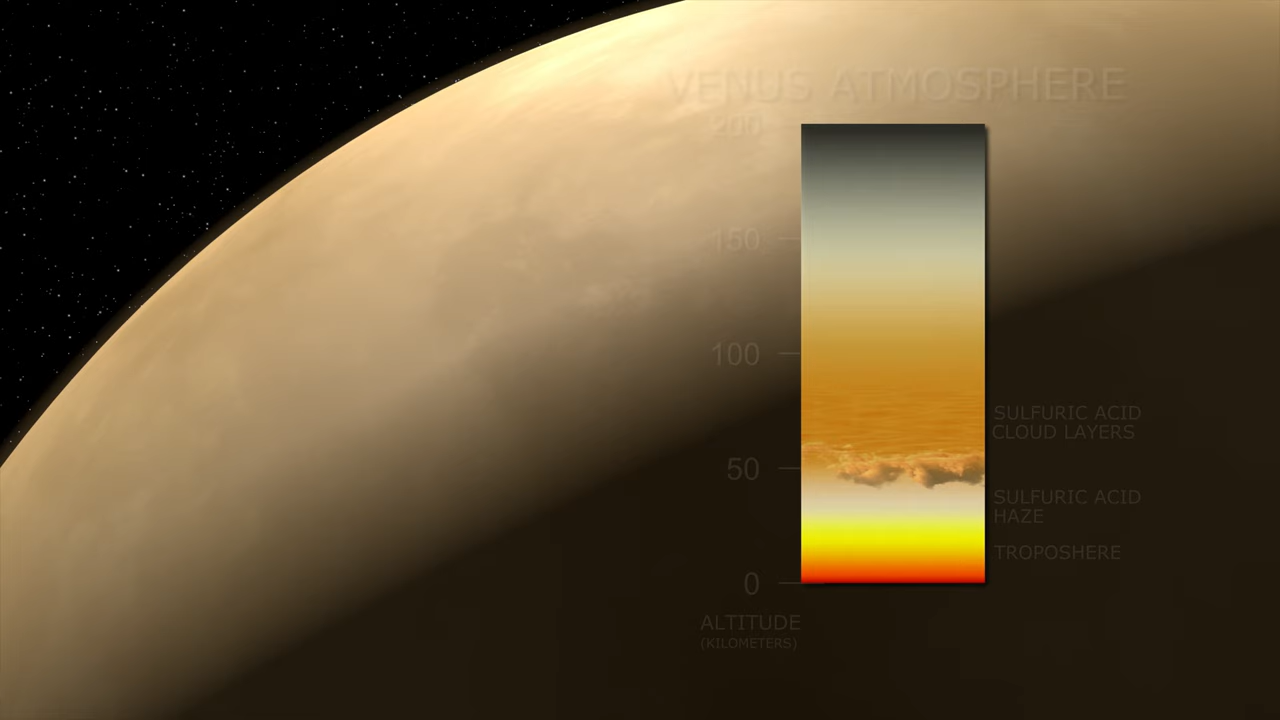 VENUS ATMOSPHERE
200
150
100
50
0
ALTITUDE
(KILOMETERS)
SULFURIC ACID
CLOUD LAYERS
SULFURIC ACID
HAZE
TROPOSHERE